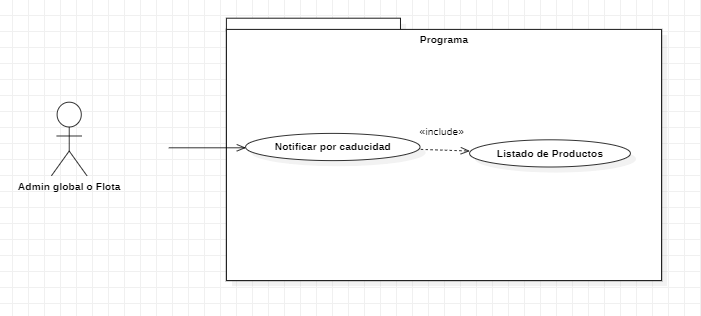 Programa
«include»
Notificar por caducidad
Listado de Productos
Admin global o Flota